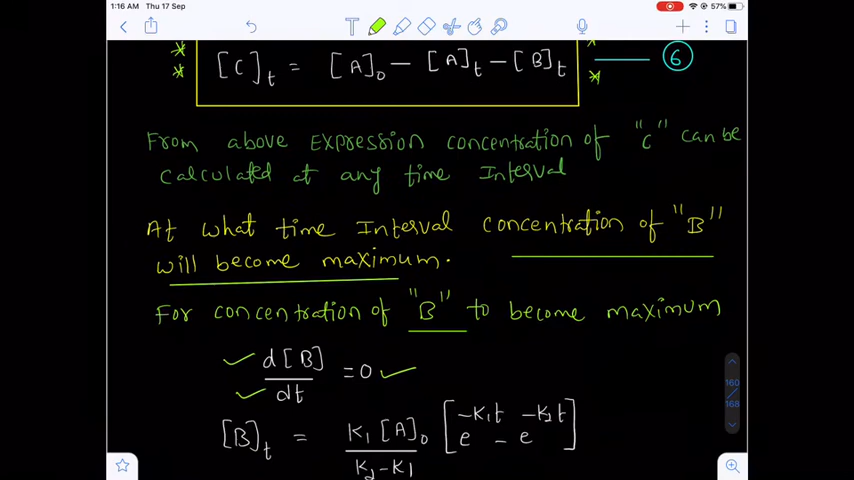 1:16 AM Thu 17 Sep 57%
[C]t = [A]0 – [A]t – [B]t 6
From above Expression concentration of "C" can be
calculated at any time Interval
At what time Interval concentration of "B"
will become maximum.
For concentration of "B" to become maximum
d[B]/dt = 0
[B]t = K1[A]0/K2-K1 [e^-K1t – e^-K2t]
160/168